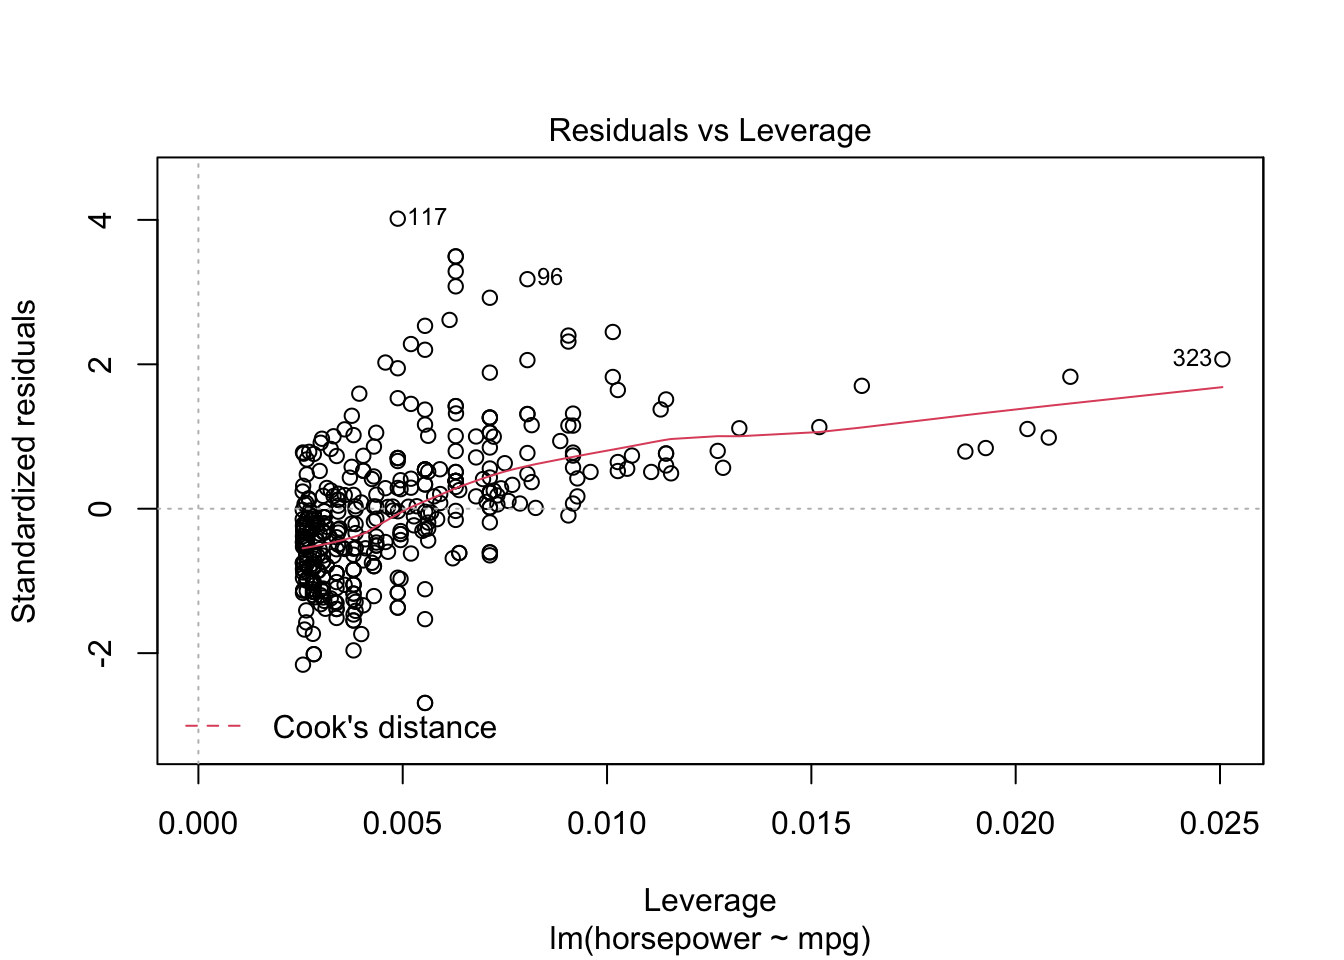 Residuals vs Leverage
Standardized residuals
4
2
0
-2
117
96
323
Cook's distance
0.000 0.005 0.010 0.015 0.020 0.025
Leverage
lm(horsepower ~ mpg)